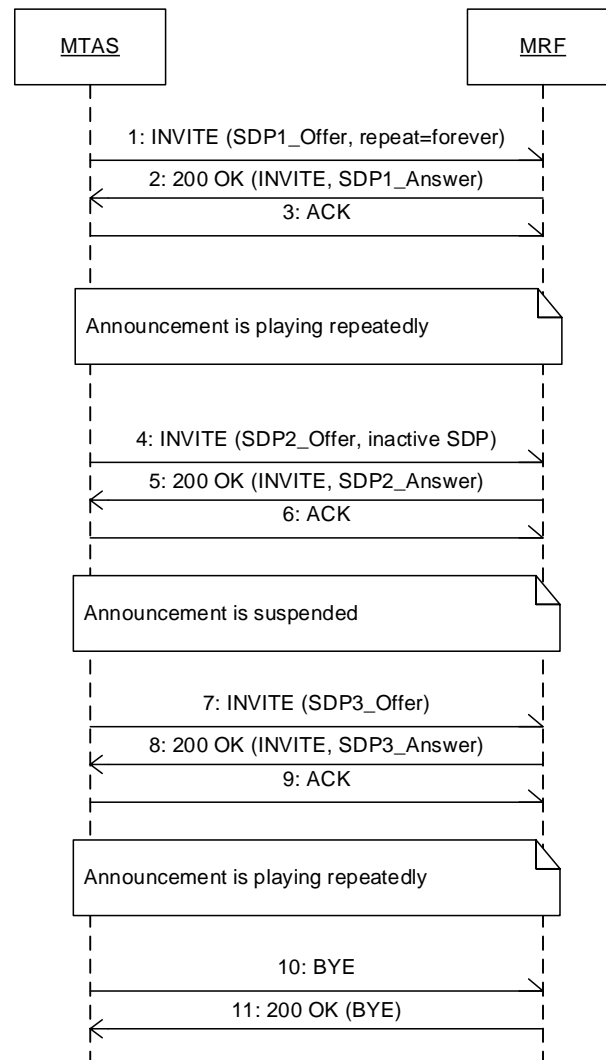 MTAS
MRF
1: INVITE (SDP1_Offer, repeat=forever)
2: 200 OK (INVITE, SDP1_Answer)
3: ACK
Announcement is playing repeatedly
4: INVITE (SDP2_Offer, inactive SDP)
5: 200 OK (INVITE, SDP2_Answer)
6: ACK
Announcement is suspended
7: INVITE (SDP3_Offer)
8: 200 OK (INVITE, SDP3_Answer)
9: ACK
Announcement is playing repeatedly
10: BYE
11: 200 OK (BYE)